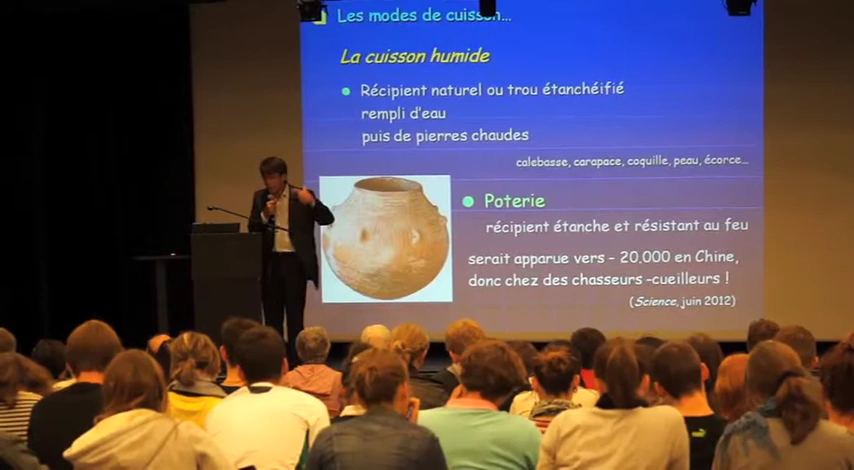 Les modes de cuisson...
La cuisson humide
Récipient naturel ou trou étanchéifié
rempli d'eau
puis de pierres chaudes
calebasse, carapace, coquille, peau, écorce...
Poterie
récipient étanche et résistant au feu
serait apparue vers - 20.000 en Chine,
donc chez des chasseurs -cueilleurs !
(Science, juin 2012)